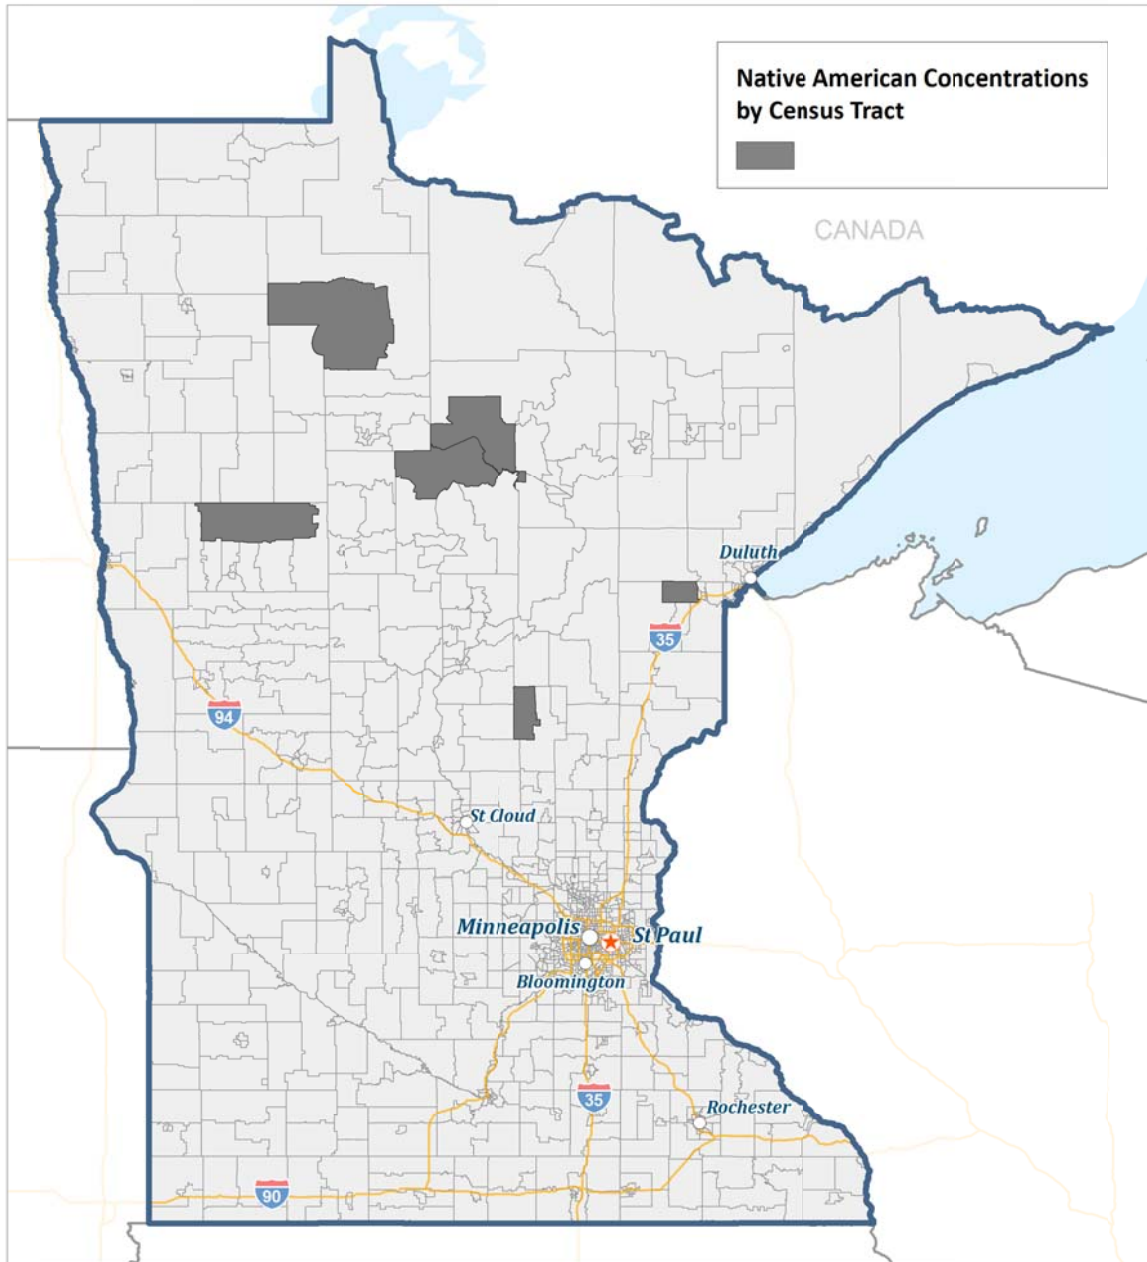 Native American Concentrations
by Census Tract
CANADA
Duluth
35
94
St Cloud
Minneapolis
St Paul
Bloomington
35
Rochester
90